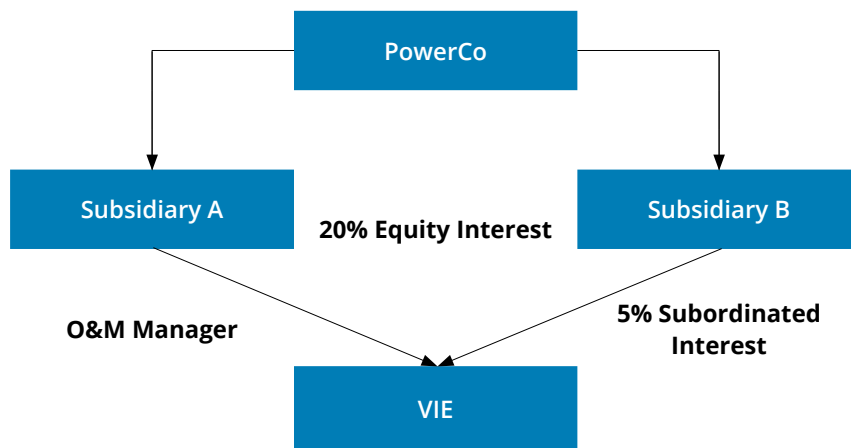 PowerCo
Subsidiary A
Subsidiary B
20% Equity Interest
O&M Manager
5% Subordinated
Interest
VIE